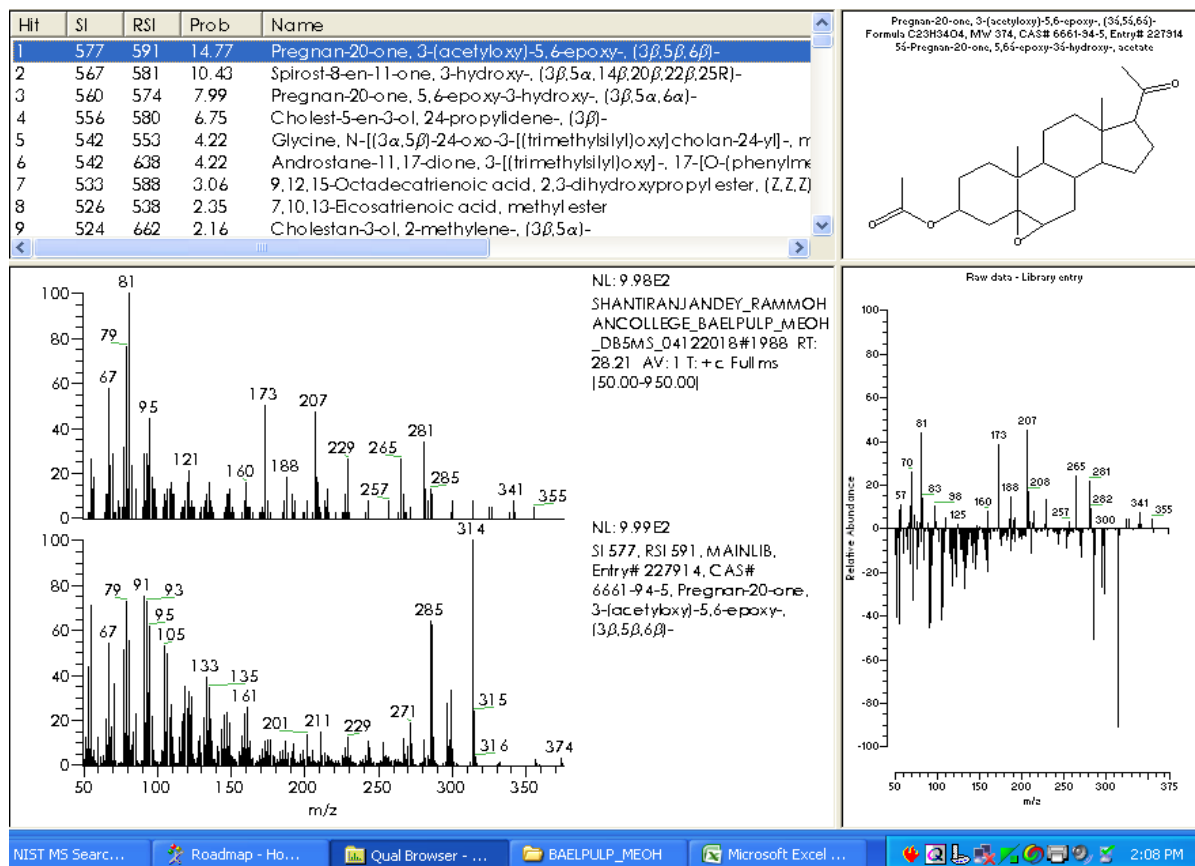 Hit SI RSI Prob Name
1 577 591 14.77 Pregnan-20-one, 3-(acetyloxy)-5,6-epoxy-, (3β,5β,6β)-
2 567 581 10.43 Spirost-8-en-11-one, 3-hydroxy-, (3β,5α,14β,20β,22β,25R)-
3 560 574 7.99 Pregnan-20-one, 5,6-epoxy-3-hydroxy-, (3β,5α,6α)-
4 556 580 6.75 Cholest-5-en-3-ol, 24-propylidene-, (3β)-
5 542 553 4.22 Glycine, N-[(3α,5β)-24-oxo-3-[(trimethylsilyl)oxy]cholan-24-yl]-, m
6 542 638 4.22 Androstane-11,17-dione, 3-[(trimethylsilyl)oxy]-, 17-[O-(phenylme
7 533 588 3.06 9,12,15-Octadecatrienoic acid, 2,3-dihydroxypropyl ester, (Z,Z,Z)
8 526 538 2.35 7,10,13-Eicosatrienoic acid, methyl ester
9 524 662 2.16 Cholestan-3-ol, 2-methylene-, (3β,5α)-
Pregnan-20-one, 3-(acetyloxy)-5,6-epoxy-, (3á,5á,6á)-
Formula C23H34O4, MW 374, CAS# 6661-94-5, Entry# 227914
5á-Pregnan-20-one, 5,6á-epoxy-3á-hydroxy-, acetate
O
O
O
O
NL: 9.98E2
SHANTIRANJANDEY_RAMMOH
ANCOLLEGE_BAELPULP_MEOH
_DB5MS_04122018#1988 RT:
28.21 AV: 1 T: + c Full ms
[50.00-950.00]
100
80
60
40
20
0
81
79
67
95
121
160
173
188
207
229
257
265
281
285
341
355
NL: 9.99E2
SI 577, RSI 591, MAINLIB,
Entry# 227914, CAS#
6661-94-5, Pregnan-20-one,
3-(acetyloxy)-5,6-epoxy-,
(3β,5β,6β)-
100
80
60
40
20
0
314
79
91
93
95
67
105
133
135
161
201
211
229
271
285
315
316
374
50 100 150 200 250 300 350
m/z
Raw data - Library entry
Relative Abundance
100
80
60
40
20
0
-20
-40
-60
-80
-100
57
70
81
83
98
125
160
173
188
207
208
257
265
281
282
300
341
355
50 100 150 200 250 300 375
m/z
NIST MS Searc... Roadmap - Ho... Qual Browser - ... BAELPULP_MEOH Microsoft Excel ... 2:08 PM